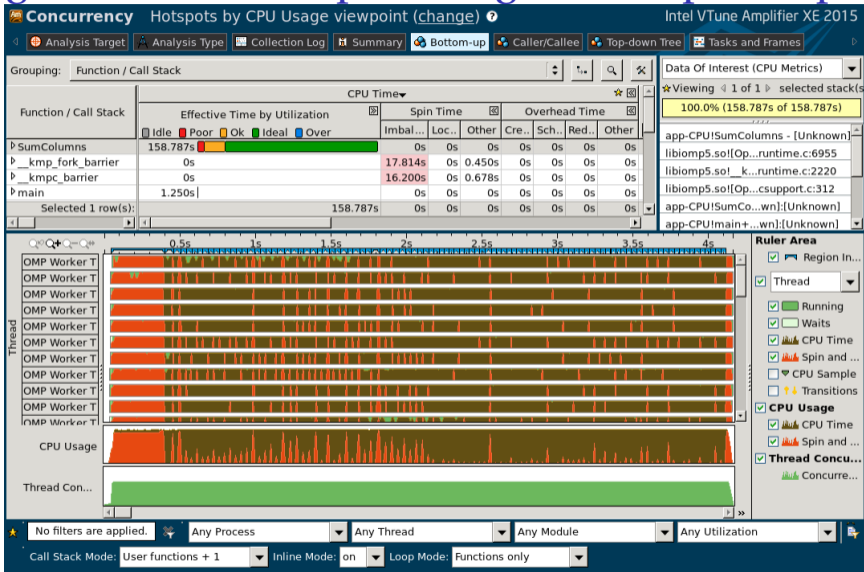 Concurrency Hotspots by CPU Usage viewpoint (change) Intel VTune Amplifier XE 2015
Analysis Target Analysis Type Collection Log Summary Bottom-up Caller/Callee Top-down Tree Tasks and Frames
Grouping: Function / Call Stack
CPU Time
Function / Call Stack
Effective Time by Utilization Spin Time Overhead Time
Idle Poor Ok Ideal Over Imbal... Loc... Other Cre... Sch... Red... Other
SumColumns 158.787s 0s 0s 0s 0s 0s 0s 0s
__kmp_fork_barrier 0s 17.814s 0s 0.450s 0s 0s 0s 0s
__kmpc_barrier 0s 16.200s 0s 0.678s 0s 0s 0s 0s
main 1.250s 0s 0s 0s 0s 0s 0s 0s
Selected 1 row(s): 158.787s 0s 0s 0s 0s 0s 0s 0s
Data Of Interest (CPU Metrics)
Viewing 1 of 1 selected stack(s
100.0% (158.787s of 158.787s)
app-CPU!SumColumns - [Unknown]
libiomp5.so![Op...runtime.c:6955
libiomp5.so!__k...runtime.c:2220
libiomp5.so![Op...csupport.c:312
app-CPU!SumCo...wn]:[Unknown]
app-CPU!main+...wn]:[Unknown]
0.5s 1s 1.5s 2s 2.5s 3s 3.5s 4s
Thread
OMP Worker T
OMP Worker T
OMP Worker T
OMP Worker T
OMP Worker T
OMP Worker T
OMP Worker T
OMP Worker T
OMP Worker T
OMP Worker T
OMP Worker T
CPU Usage
Thread Con...
Ruler Area
Region In...
Thread
Running
Waits
CPU Time
Spin and ...
CPU Sample
Transitions
CPU Usage
CPU Time
Spin and ...
Thread Concu...
Concurre...
No filters are applied. Any Process Any Thread Any Module Any Utilization
Call Stack Mode: User functions + 1 Inline Mode: on Loop Mode: Functions only